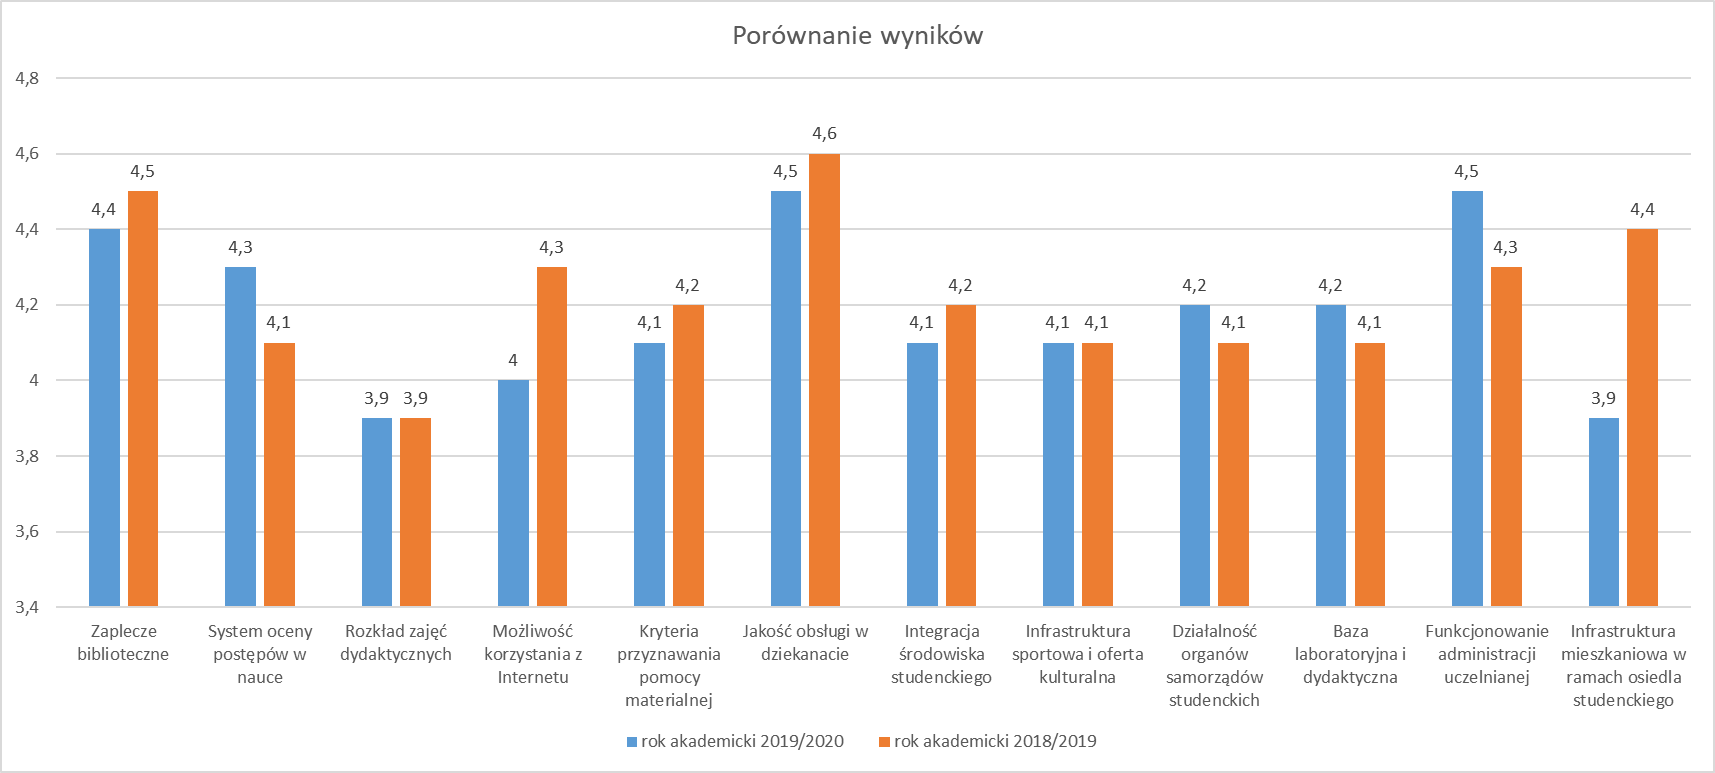 Porównanie wyników
4,8
4,6
4,4
4,2
4
3,8
3,6
3,4
4,4
4,5
4,3
4,1
3,9
3,9
4
4,3
4,1
4,2
4,5
4,6
4,1
4,2
4,1
4,1
4,2
4,1
4,2
4,1
4,5
4,3
3,9
4,4
Zaplecze
biblioteczne
System oceny
postępów w
nauce
Rozkład zajęć
dydaktycznych
Możliwość
korzystania z
Internetu
Kryteria
przyznawania
pomocy
materialnej
Jakość obsługi w
dziekanacie
Integracja
środowiska
studenckiego
Infrastruktura
sportowa i oferta
kulturalna
Działalność
organów
samorządów
studenckich
Baza
laboratoryjna i
dydaktyczna
Funkcjonowanie
administracji
uczelnianej
Infrastruktura
mieszkaniowa w
ramach osiedla
studenckiego
rok akademicki 2019/2020
rok akademicki 2018/2019